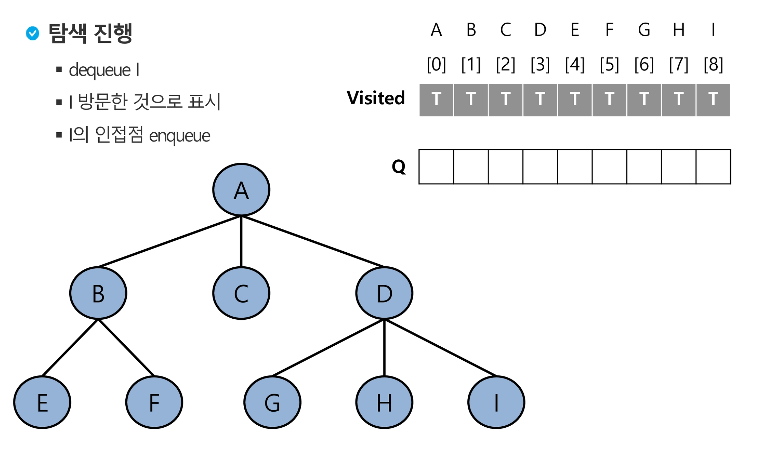 탐색 진행
▪ dequeue I
▪ I 방문한 것으로 표시
▪ I의 인접점 enqueue
A B C D E F G H I
[0] [1] [2] [3] [4] [5] [6] [7] [8]
Visited T T T T T T T T T
Q
A
B C D
E F G H I